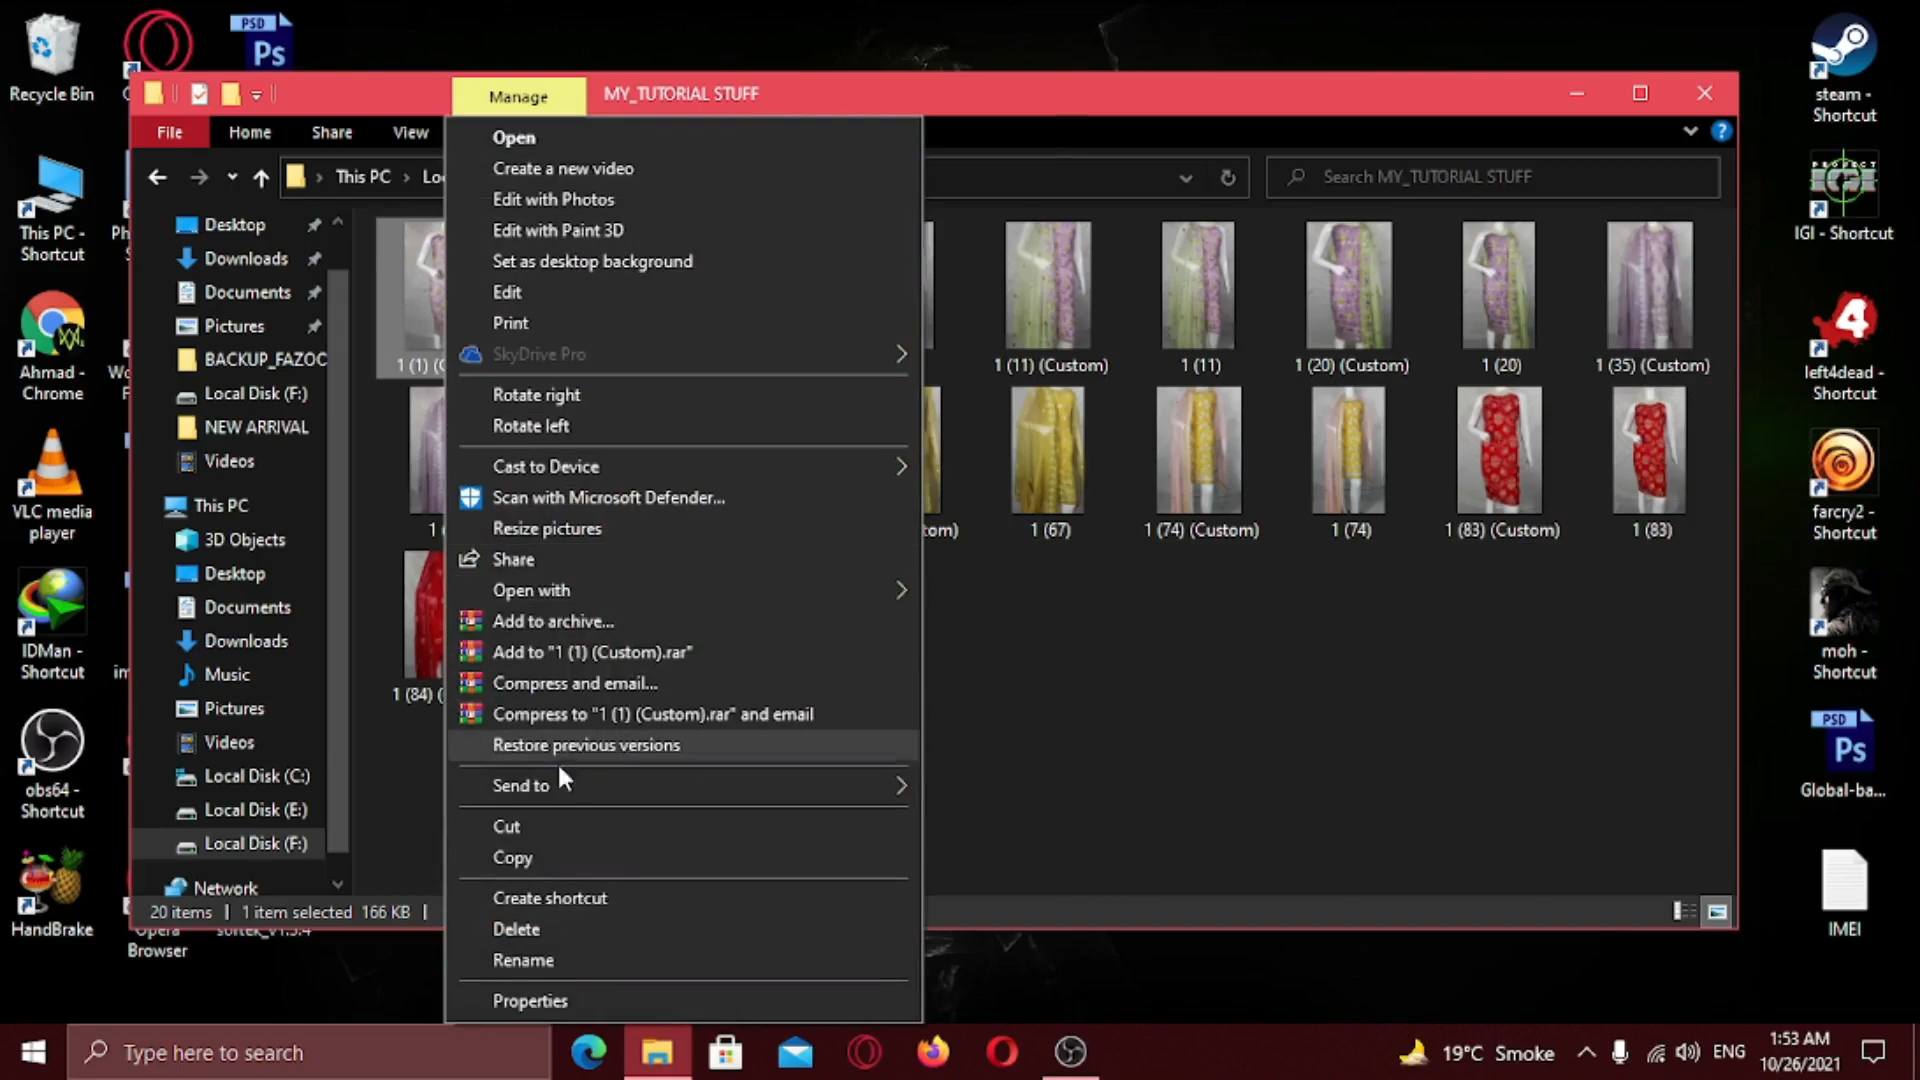 PSD
Ps
Recycle Bin
Manage
MY_TUTORIAL STUFF
File
Home
Share
View
This PC
Search MY_TUTORIAL STUFF
Desktop
Downloads
Documents
Pictures
BACKUP_FAZOC
Local Disk (F:)
NEW ARRIVAL
Videos
This PC
3D Objects
Desktop
Documents
Downloads
Music
Pictures
Videos
Local Disk (C:)
Local Disk (E:)
Local Disk (F:)
Network
20 items
1 item selected
166 KB
Open
Create a new video
Edit with Photos
Edit with Paint 3D
Set as desktop background
Edit
Print
SkyDrive Pro
Rotate right
Rotate left
Cast to Device
Scan with Microsoft Defender...
Resize pictures
Share
Open with
Add to archive...
Add to "1 (1) (Custom).rar"
Compress and email...
Compress to "1 (1) (Custom).rar" and email
Restore previous versions
Send to
Cut
Copy
Create shortcut
Delete
Rename
Properties
1 (11) (Custom)
1 (11)
1 (20) (Custom)
1 (20)
1 (35) (Custom)
1 (67)
1 (74) (Custom)
1 (74)
1 (83) (Custom)
1 (83)
1 (84)
This PC -
Shortcut
Ahmad -
Chrome
VLC media
player
IDMan -
Shortcut
obs64 -
Shortcut
HandBrake
Opera
Browser
steam -
Shortcut
PROJECT
IGI - Shortcut
4
left4dead -
Shortcut
farcry2 -
Shortcut
moh -
Shortcut
PSD
Ps
Global-ba...
IMEI
Type here to search
19°C Smoke
ENG
1:53 AM
10/26/2021